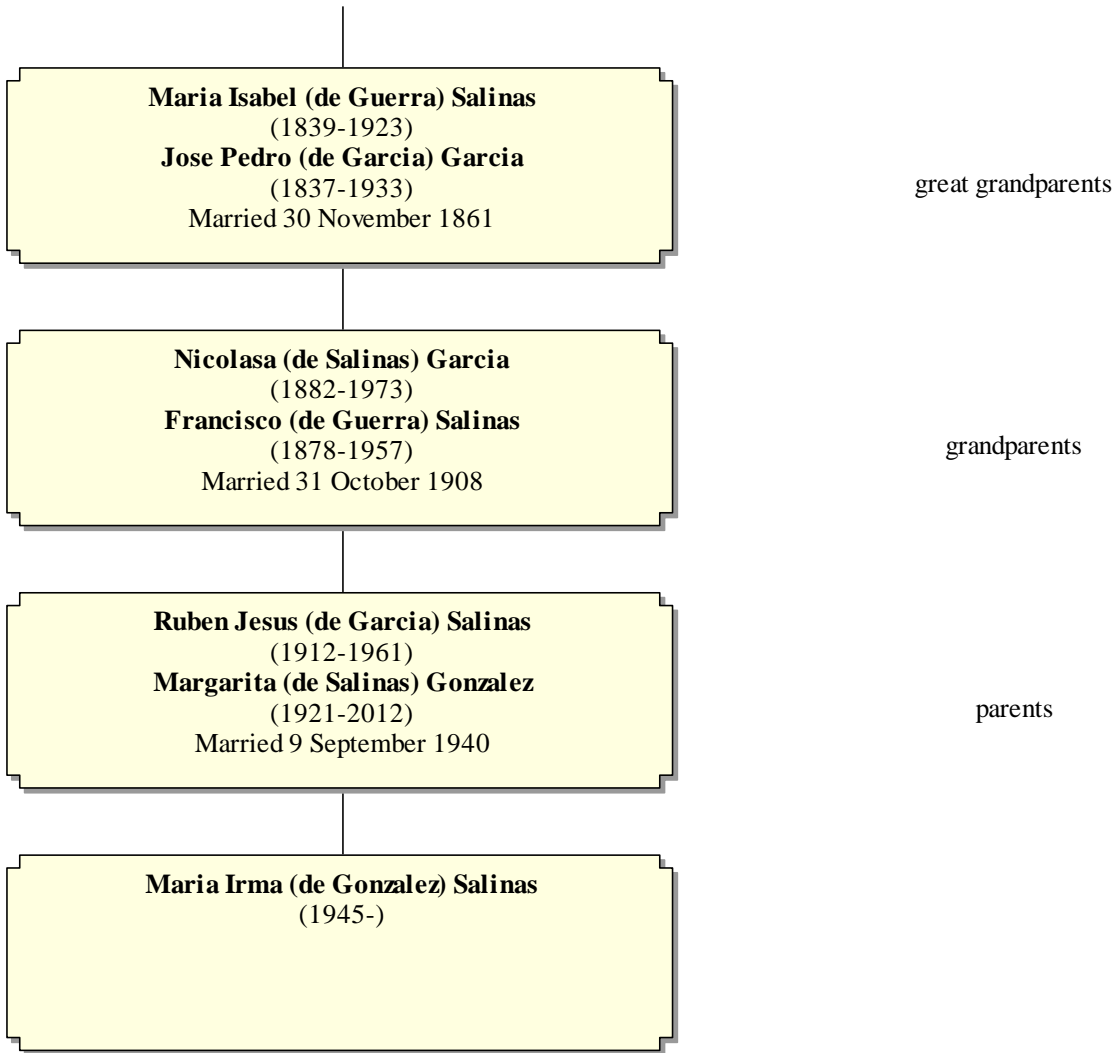 Maria Isabel (de Guerra) Salinas
(1839-1923)
Jose Pedro (de Garcia) Garcia
(1837-1933)
Married 30 November 1861
great grandparents
Nicolasa (de Salinas) Garcia
(1882-1973)
Francisco (de Guerra) Salinas
(1878-1957)
Married 31 October 1908
grandparents
Ruben Jesus (de Garcia) Salinas
(1912-1961)
Margarita (de Salinas) Gonzalez
(1921-2012)
Married 9 September 1940
parents
Maria Irma (de Gonzalez) Salinas
(1945-)